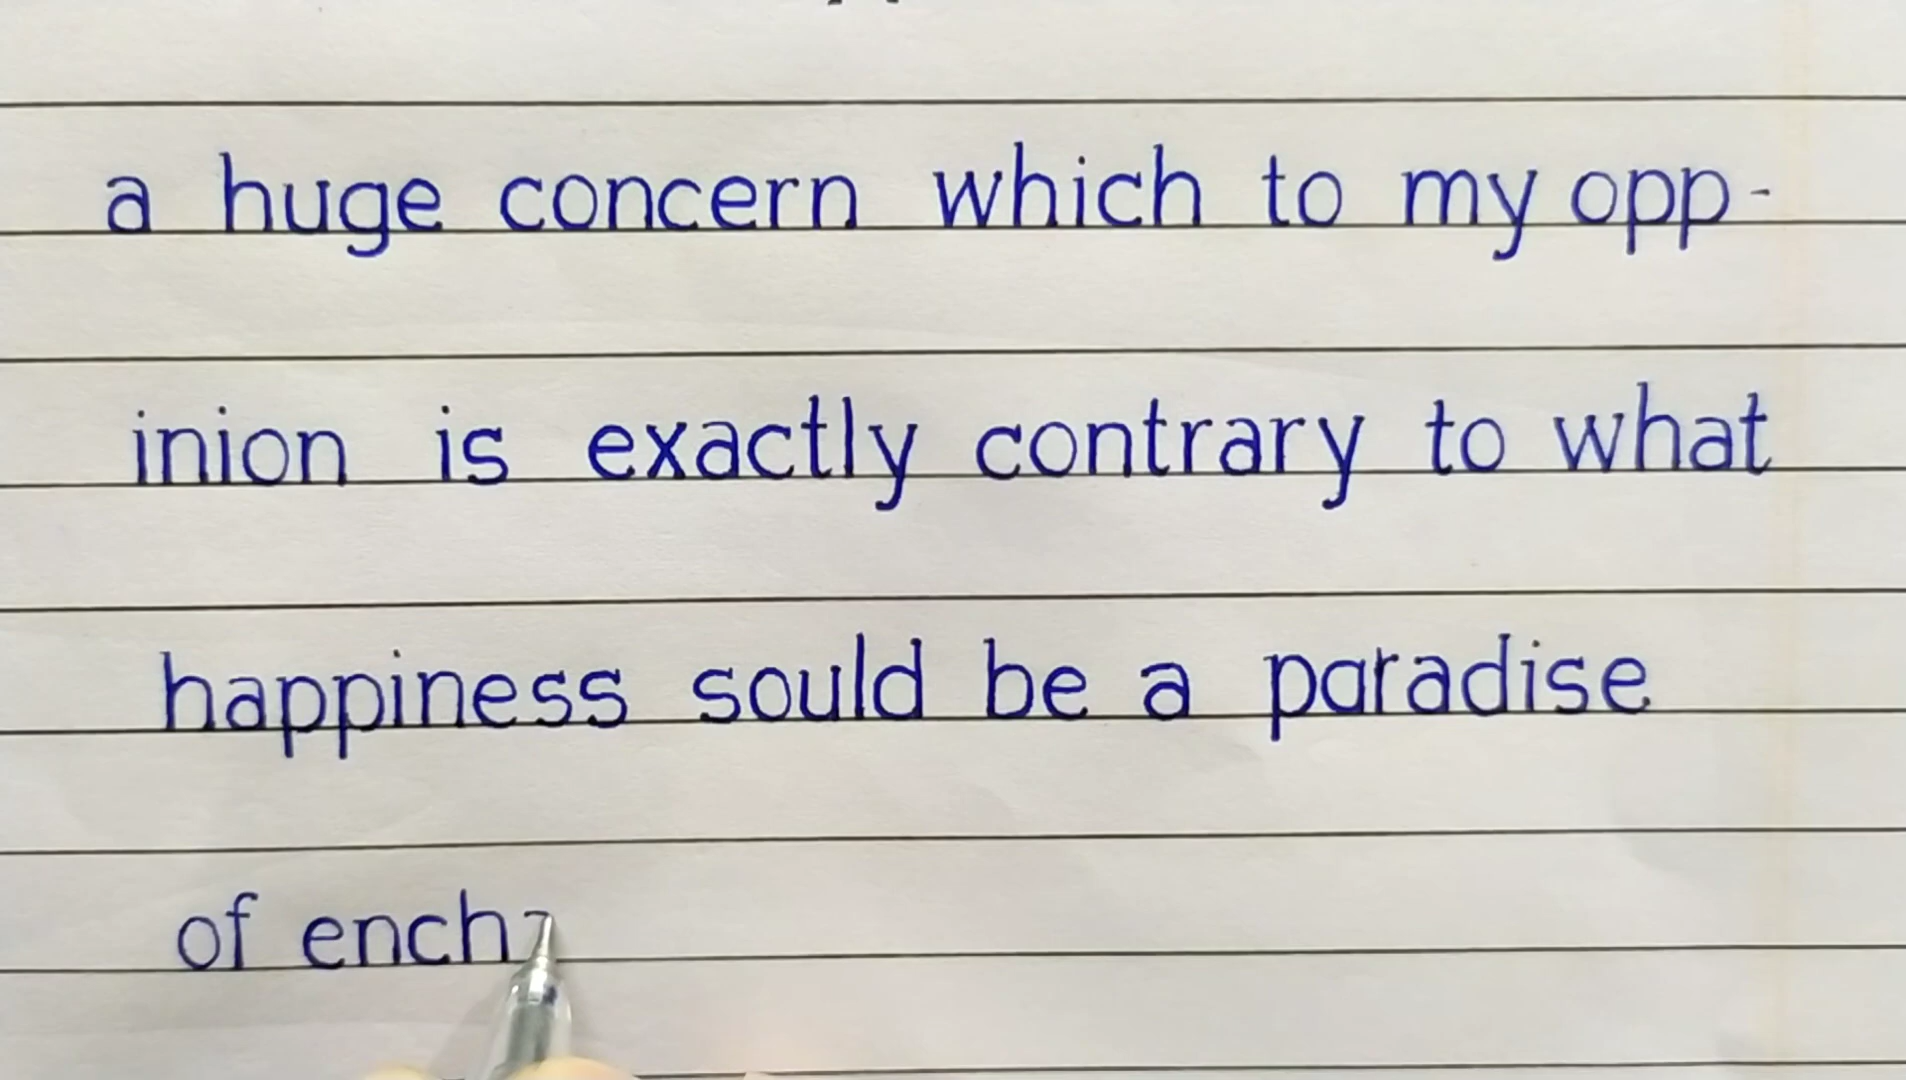 a huge concern which to my opp-
inion is exactly contrary to what
happiness sould be a paradise
of ench